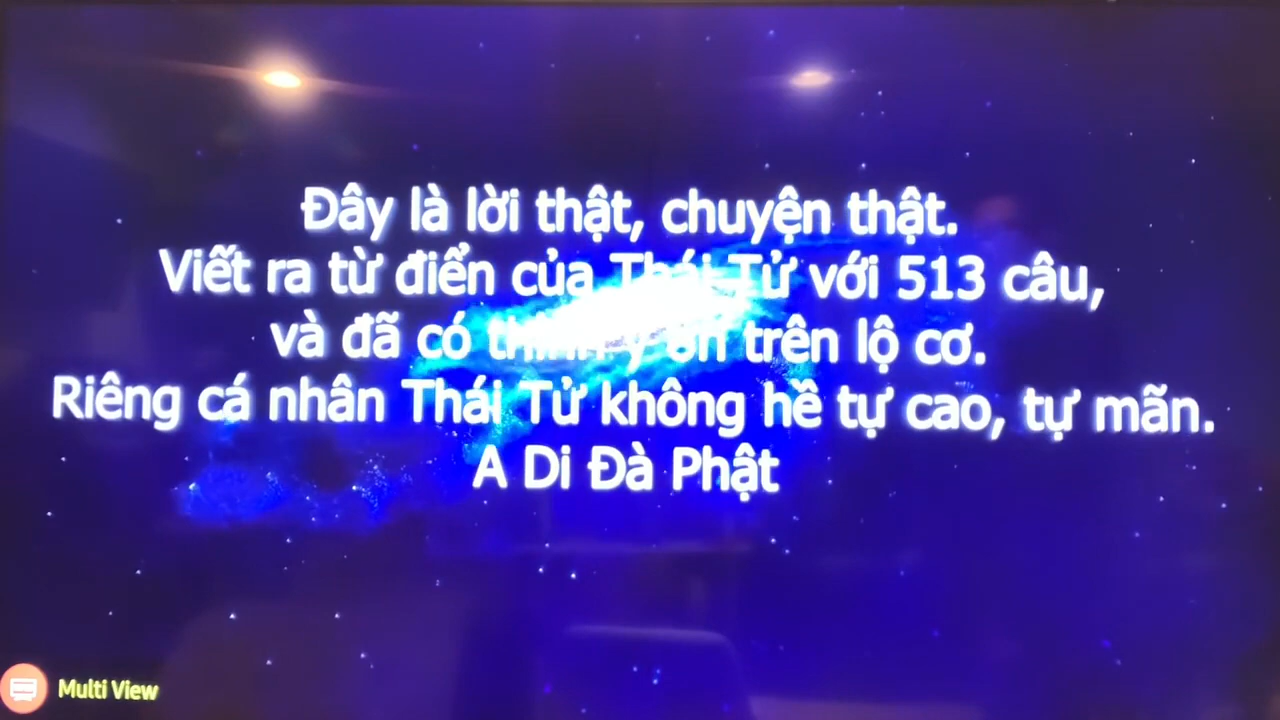 Đây là lời thật, chuyện thật.
Viết ra từ điển của Thái Tử với 513 câu,
và đã có thỉnh ý ơn trên lộ cơ.
Riêng cá nhân Thái Tử không hề tự cao, tự mãn.
A Di Đà Phật
Multi View